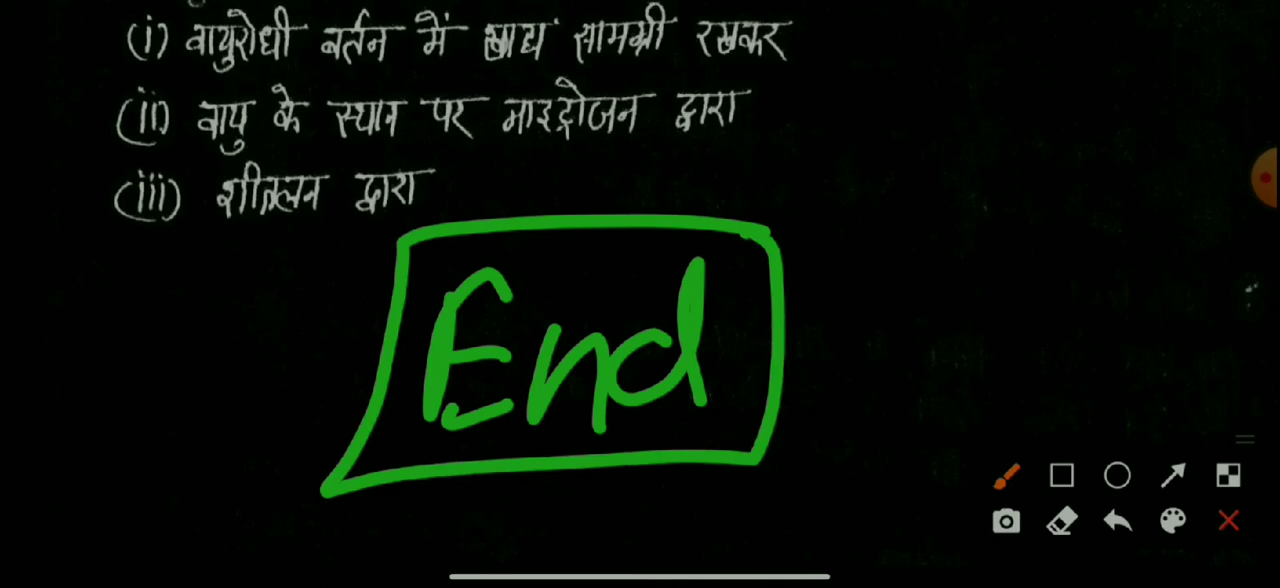 (i) वायुरोधी बर्तन में खाद्य सामग्री रखकर
(ii) वायु के स्थान पर नाइट्रोजन द्वारा
(iii) शीतलन द्वारा
End